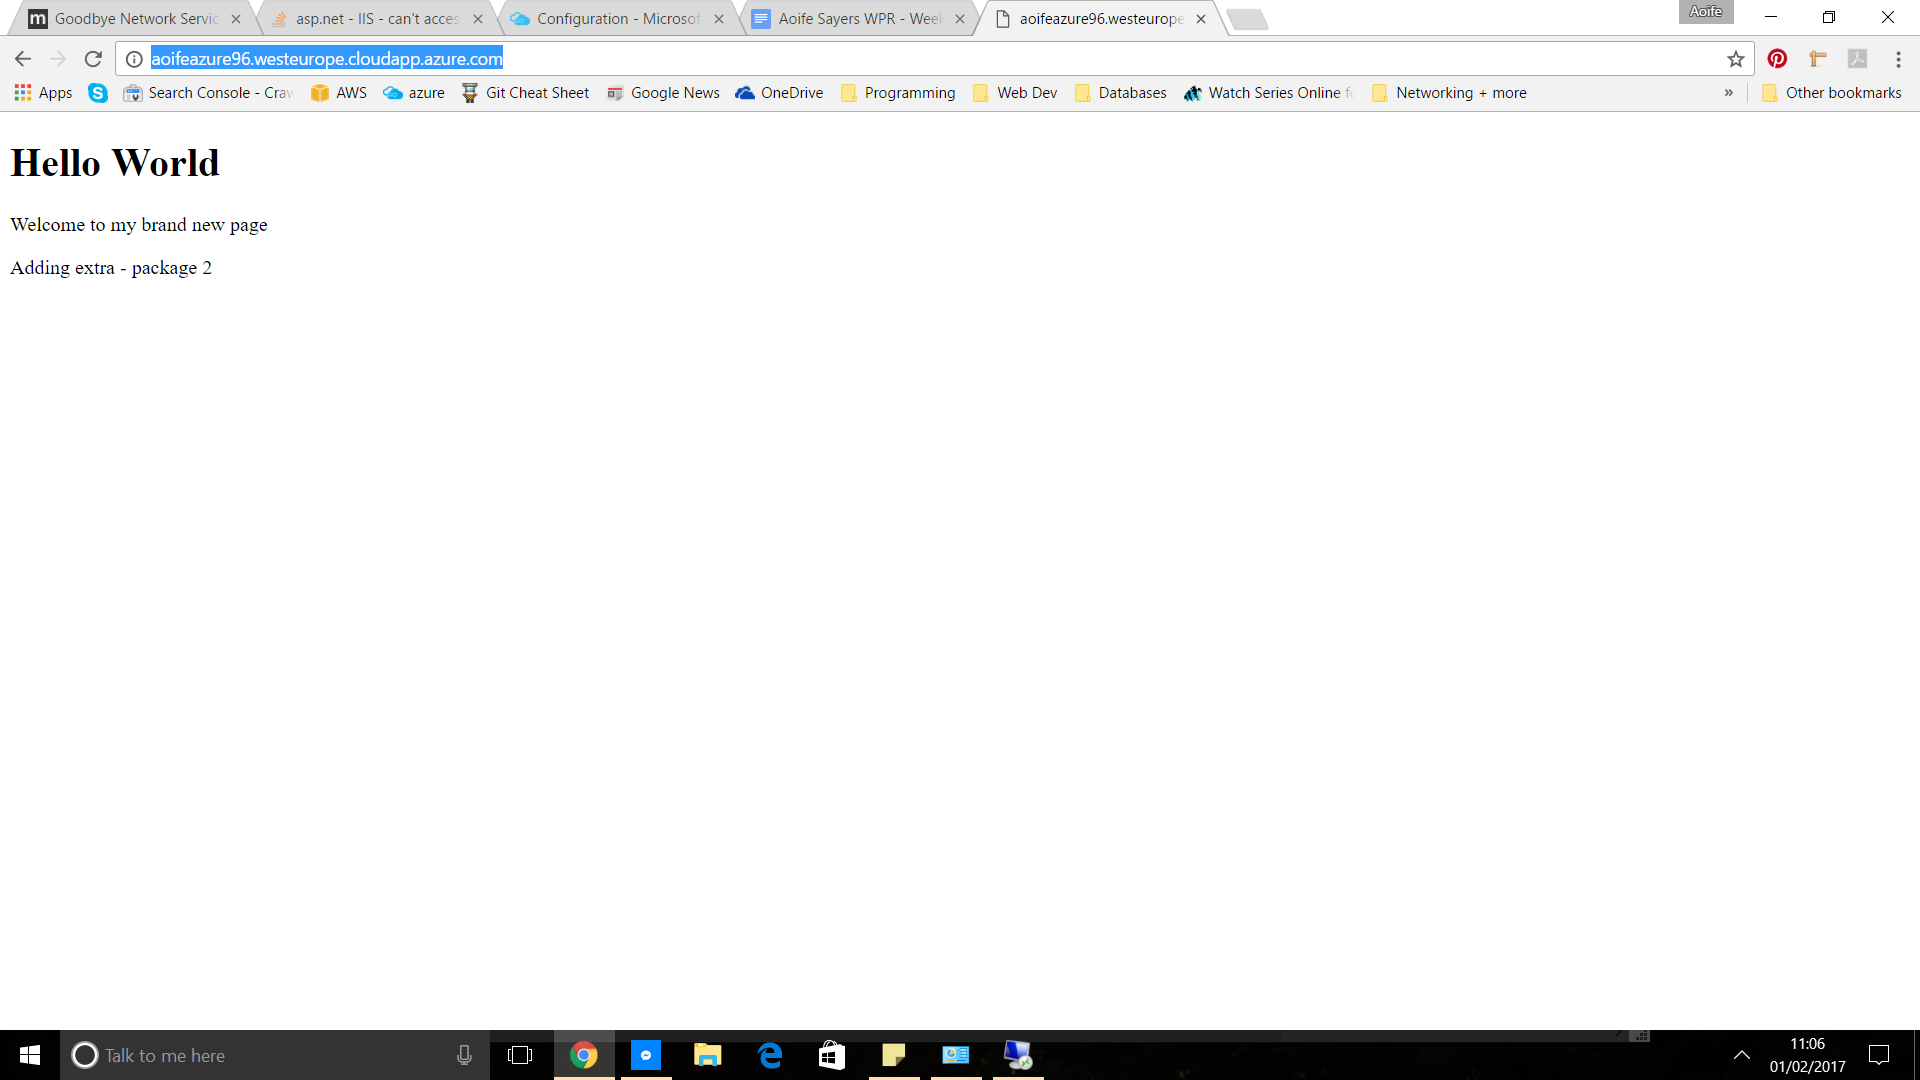 Goodbye Network Servic
asp.net - IIS - can't acces
Configuration - Microsof
Aoife Sayers WPR - Week
aoifeazure96.westeurope
Aoife
aoifeazure96.westeurope.cloudapp.azure.com
Apps
Search Console - Craw
AWS
azure
Git Cheat Sheet
Google News
OneDrive
Programming
Web Dev
Databases
Watch Series Online fo
Networking + more
»
Other bookmarks
Hello World
Welcome to my brand new page
Adding extra - package 2
Talk to me here
11:06
01/02/2017